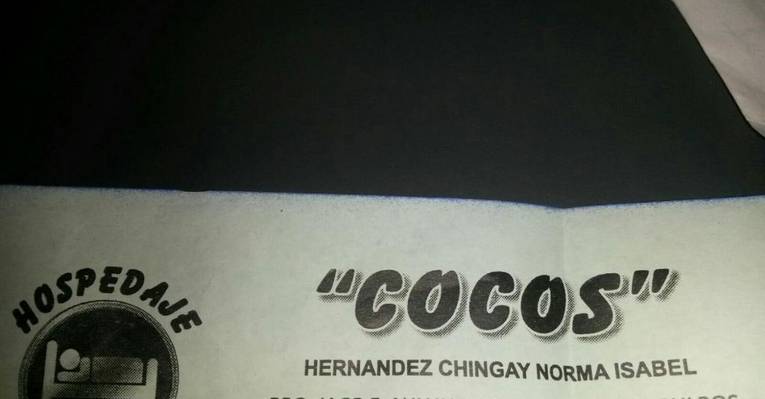 HOSPEDAJE
"COCOS"
HERNANDEZ CHINGAY NORMA ISABEL